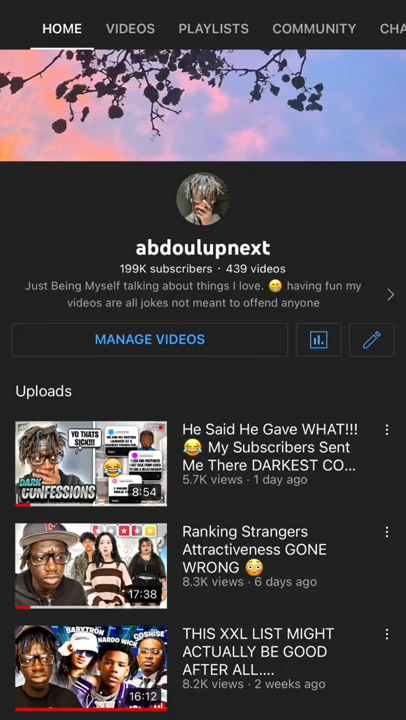 HOME VIDEOS PLAYLISTS COMMUNITY CHA
abdoulupnext
199K subscribers · 439 videos
Just Being Myself talking about things I love. 😁 having fun my
videos are all jokes not meant to offend anyone
MANAGE VIDEOS
Uploads
YO THATS
SICK!!!
DARK
CONFESSIONS
8:54
He Said He Gave WHAT!!!
😂 My Subscribers Sent
Me There DARKEST CO...
5.7K views · 1 day ago
17:38
Ranking Strangers
Attractiveness GONE
WRONG 😳
8.3K views · 6 days ago
BABYTRON
NARDO WICK
COSHISE
16:12
THIS XXL LIST MIGHT
ACTUALLY BE GOOD
AFTER ALL....
8.2K views · 2 weeks ago